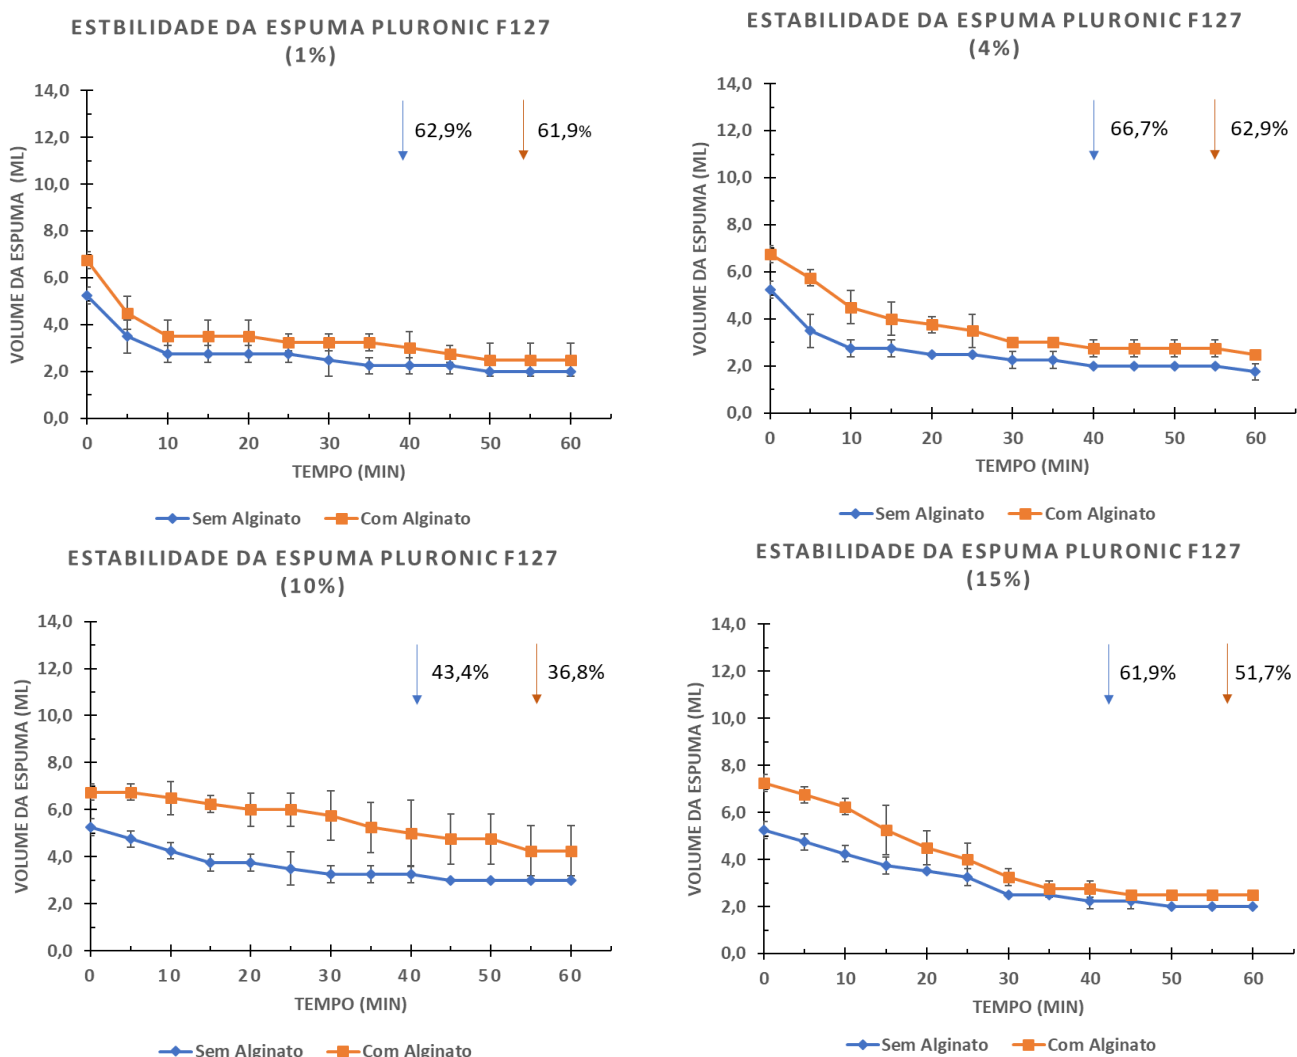 ESTBILIDADE DA ESPUMA PLURONIC F127
(1%)
VOLUME DA ESPUMA (ML)
14,0
12,0
10,0
8,0
6,0
4,0
2,0
0,0
62,9%
61,9%
0 10 20 30 40 50 60
TEMPO (MIN)
Sem Alginato Com Alginato
ESTABILIDADE DA ESPUMA PLURONIC F127
(4%)
VOLUME DA ESPUMA (ML)
14,0
12,0
10,0
8,0
6,0
4,0
2,0
0,0
66,7%
62,9%
0 10 20 30 40 50 60
TEMPO (MIN)
Sem Alginato Com Alginato
ESTABILIDADE DA ESPUMA PLURONIC F127
(10%)
VOLUME DA ESPUMA (ML)
14,0
12,0
10,0
8,0
6,0
4,0
2,0
0,0
43,4%
36,8%
0 10 20 30 40 50 60
TEMPO (MIN)
Sem Alginato Com Alginato
ESTABILIDADE DA ESPUMA PLURONIC F127
(15%)
VOLUME DA ESPUMA (ML)
14,0
12,0
10,0
8,0
6,0
4,0
2,0
0,0
61,9%
51,7%
0 10 20 30 40 50 60
TEMPO (MIN)
Sem Alginato Com Alginato